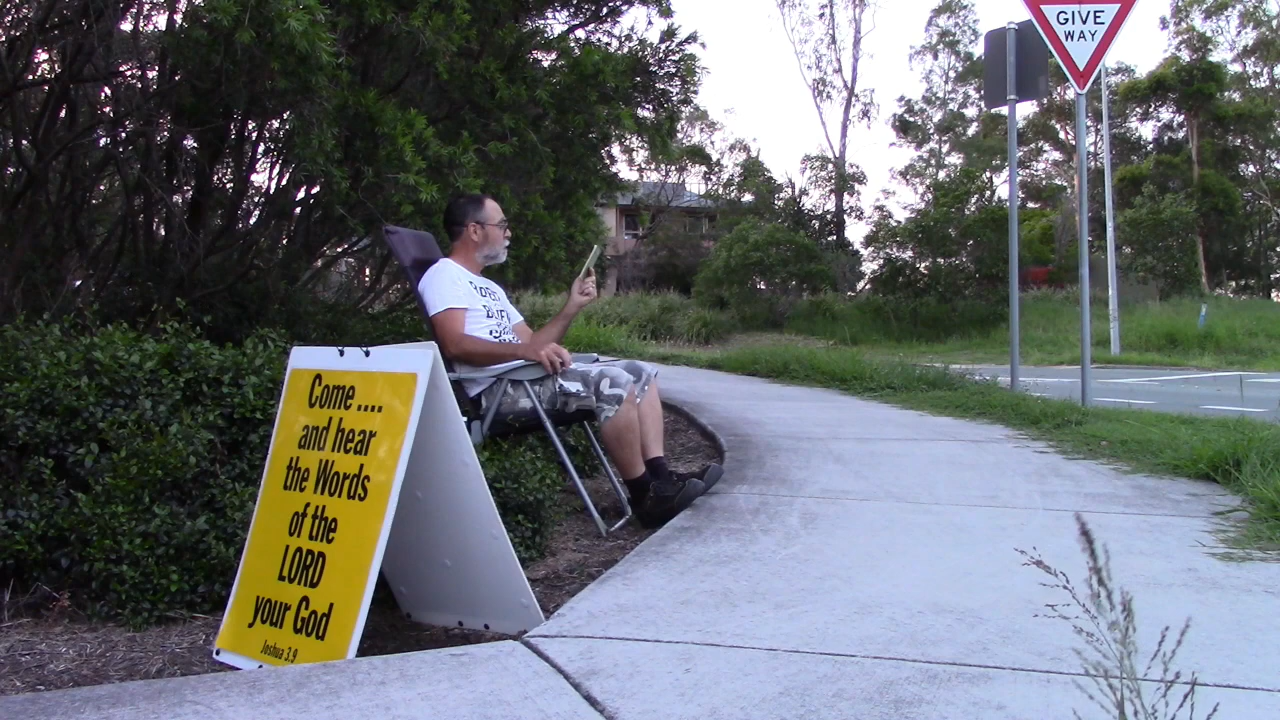 Come....
and hear
the Words
of the
LORD
your God
Joshua 3.9
GIVE
WAY